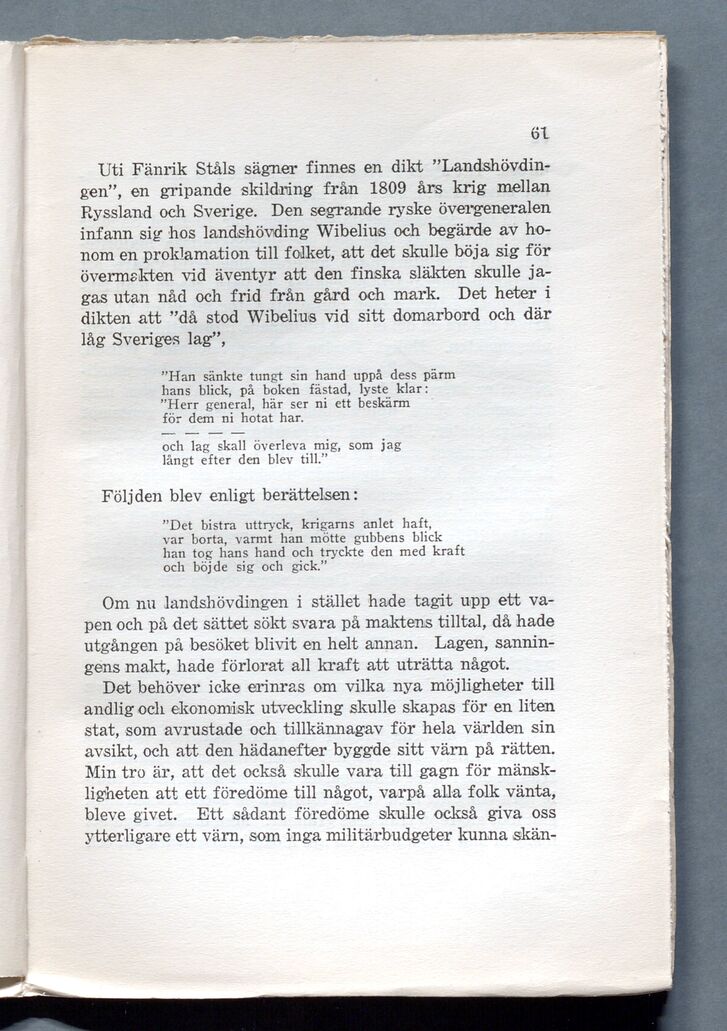 61
Uti Fänrik Ståls sägner finnes en dikt ”Landshövdin-
gen”, en gripande skildring från 1809 års krig mellan
Ryssland och Sverige. Den segrande ryske övergeneralen
infann sig hos landshövding Wibelius och begärde av ho-
nom en proklamation till folket, att det skulle böja sig för
övermakten vid äventyr att den finska släkten skulle ja-
gas utan nåd och frid från gård och mark. Det heter i
dikten att ”då stod Wibelius vid sitt domarbord och där
låg Sveriges lag”,
”Han sänkte tungt sin hand uppå dess pärm
hans blick, på boken fästad, lyste klar:
”Herr general, här ser ni ett beskärm
för dem ni hotat har.
— — — — —
och lag skall överleva mig, som jag
långt efter den blev till.”
Följden blev enligt berättelsen:
”Det bistra uttryck, krigarns anlet haft,
var borta, varmt han mötte gubbens blick
han tog hans hand och tryckte den med kraft
och böjde sig och gick.”
Om nu landshövdingen i stället hade tagit upp ett va-
pen och på det sättet sökt svara på maktens tilltal, då hade
utgången på besöket blivit en helt annan. Lagen, sannin-
gens makt, hade förlorat all kraft att uträtta något.
Det behöver icke erinras om vilka nya möjligheter till
andlig och ekonomisk utveckling skulle skapas för en liten
stat, som avrustade och tillkännagav för hela världen sin
avsikt, och att den hädanefter byggde sitt värn på rätten.
Min tro är, att det också skulle vara till gagn för mänsk-
ligheten att ett föredöme till något, varpå alla folk vänta,
bleve givet. Ett sådant föredöme skulle också giva oss
ytterligare ett värn, som inga militärbudgeter kunna skän-